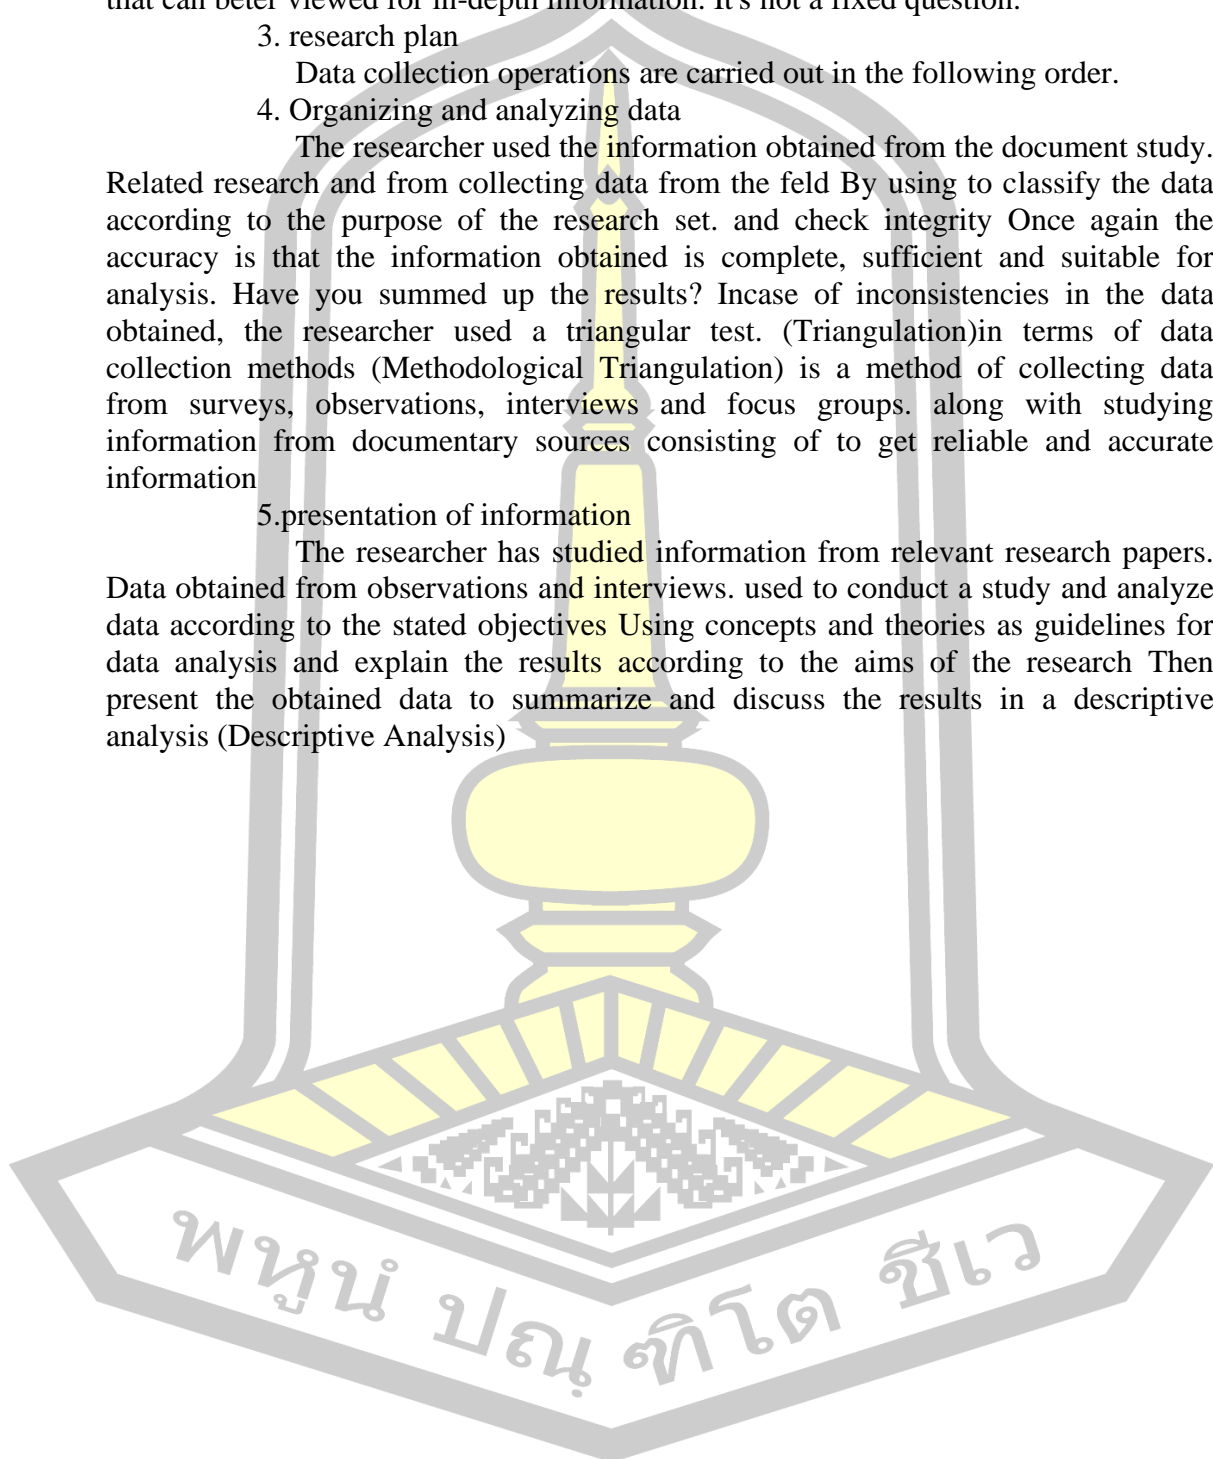 that can beter viewed for in-depth information. It's not a fixed question.
3. research plan
Data collection operations are carried out in the following order.
4. Organizing and analyzing data
The researcher used the information obtained from the document study.
Related research and from collecting data from the feld By using to classify the data
according to the purpose of the research set. and check integrity Once again the
accuracy is that the information obtained is complete, sufficient and suitable for
analysis. Have you summed up the results? Incase of inconsistencies in the data
obtained, the researcher used a triangular test. (Triangulation)in terms of data
collection methods (Methodological Triangulation) is a method of collecting data
from surveys, observations, interviews and focus groups. along with studying
information from documentary sources consisting of to get reliable and accurate
information
5.presentation of information
The researcher has studied information from relevant research papers.
Data obtained from observations and interviews. used to conduct a study and analyze
data according to the stated objectives Using concepts and theories as guidelines for
data analysis and explain the results according to the aims of the research Then
present the obtained data to summarize and discuss the results in a descriptive
analysis (Descriptive Analysis)
พหูนํ ปณฺ ฑิโต ชีเว